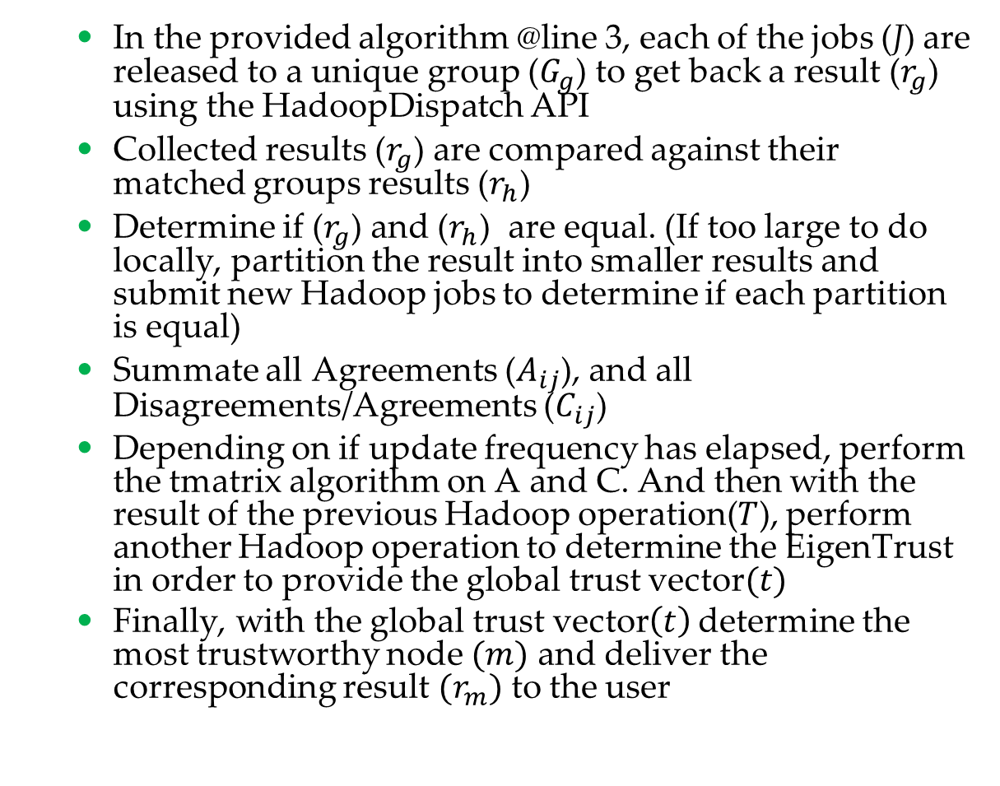 • In the provided algorithm @line 3, each of the jobs (J) are
released to a unique group (G_g) to get back a result (r_g)
using the HadoopDispatch API
• Collected results (r_g) are compared against their
matched groups results (r_h)
• Determine if (r_g) and (r_h) are equal. (If too large to do
locally, partition the result into smaller results and
submit new Hadoop jobs to determine if each partition
is equal)
• Summate all Agreements (A_ij), and all
Disagreements/Agreements (C_ij)
• Depending on if update frequency has elapsed, perform
the tmatrix algorithm on A and C. And then with the
result of the previous Hadoop operation(T), perform
another Hadoop operation to determine the EigenTrust
in order to provide the global trust vector(t)
• Finally, with the global trust vector(t) determine the
most trustworthy node (m) and deliver the
corresponding result (r_m) to the user